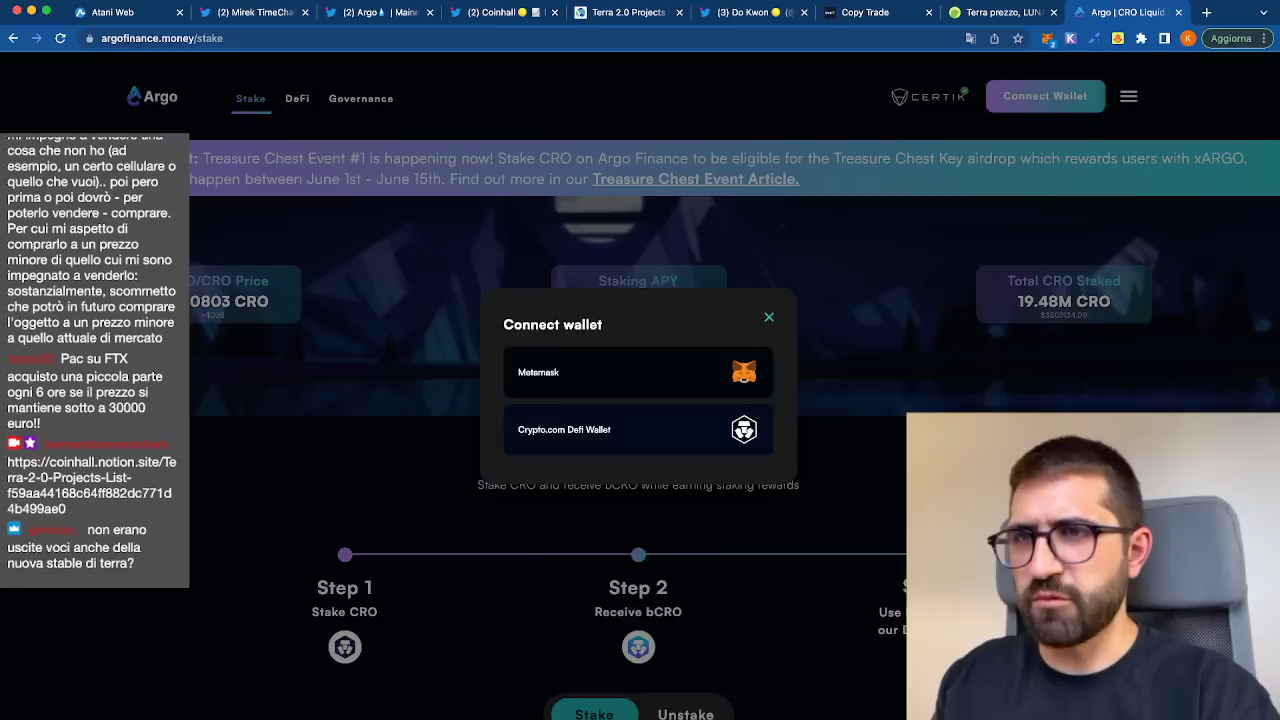 Atani Web
(2) Mirek TimeCha
(2) Argo | Mainn
(2) Coinhall
Terra 2.0 Projects
(3) Do Kwon
Copy Trade
Terra prezzo, LUNA
Argo | CRO Liquid
argofinance.money/stake
2
K
Aggiorna
Argo
Stake
DeFi
Governance
CERTIK
Connect Wallet
t: Treasure Chest Event #1 is happening now! Stake CRO on Argo Finance to be eligible for the Treasure Chest Key airdrop which rewards users with xARGO.
happen between June 1st - June 15th. Find out more in our Treasure Chest Event Article.
mi impegno a vendere una
cosa che non ho (ad
esempio, un certo cellulare o
quello che vuoi).. poi pero
prima o poi dovrò - per
poterlo vendere - comprare.
Per cui mi aspetto di
comprarlo a un prezzo
minore di quello cui mi sono
impegnato a venderlo:
sostanzialmente, scommetto
che potrò in futuro comprare
l'oggetto a un prezzo minore
a quello attuale di mercato
Pac su FTX
acquisto una piccola parte
ogni 6 ore se il prezzo si
mantiene sotto a 30000
euro!!
https://coinhall.notion.site/Te
rra-2-0-Projects-List-
f59aa44168c64ff882dc771d
4b499ae0
non erano
uscite voci anche della
nuova stable di terra?
O/CRO Price
0803 CRO
Staking APY
Total CRO Staked
19.48M CRO
$3507134.09
Connect wallet
Metamask
Crypto.com Defi Wallet
Stake CRO and receive bCRO while earning staking rewards
Step 1
Stake CRO
Step 2
Receive bCRO
Use
our D
Stake
Unstake